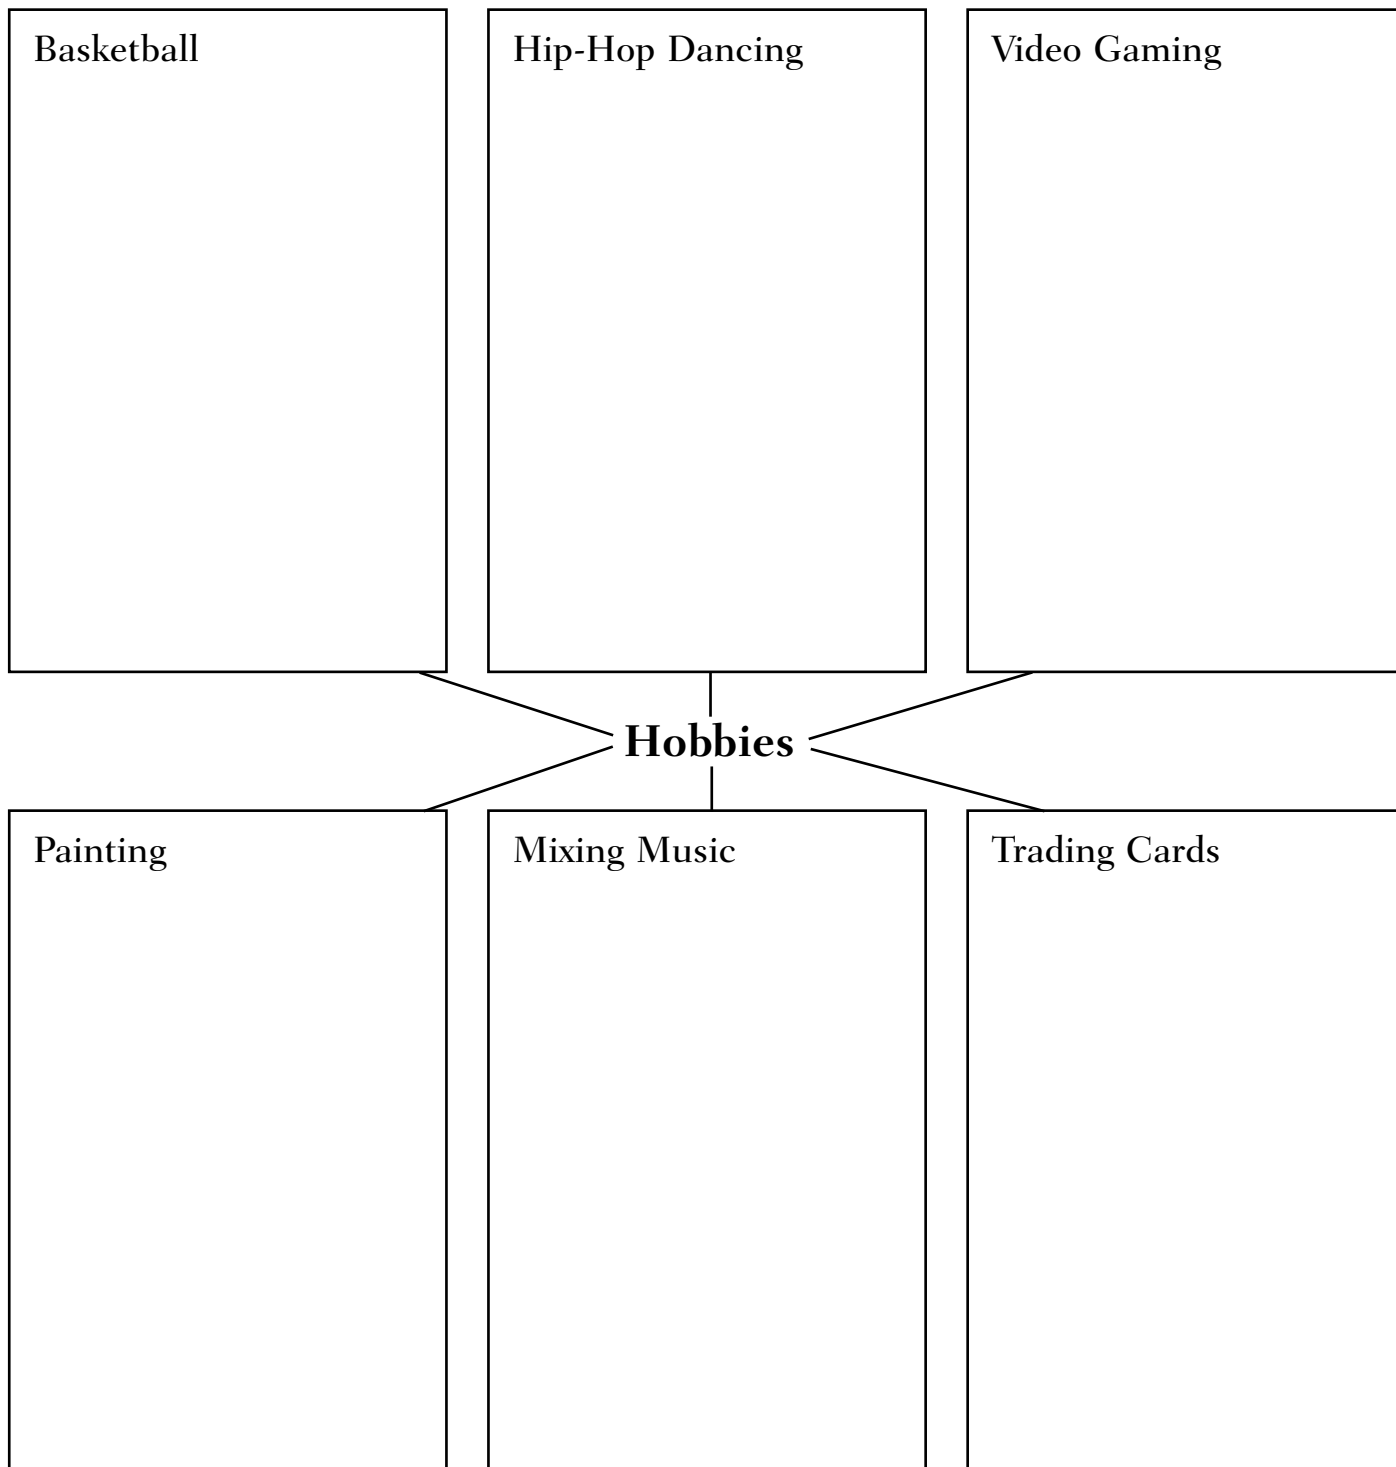 Basketball
Hip-Hop Dancing
Video Gaming
Hobbies
Painting
Mixing Music
Trading Cards